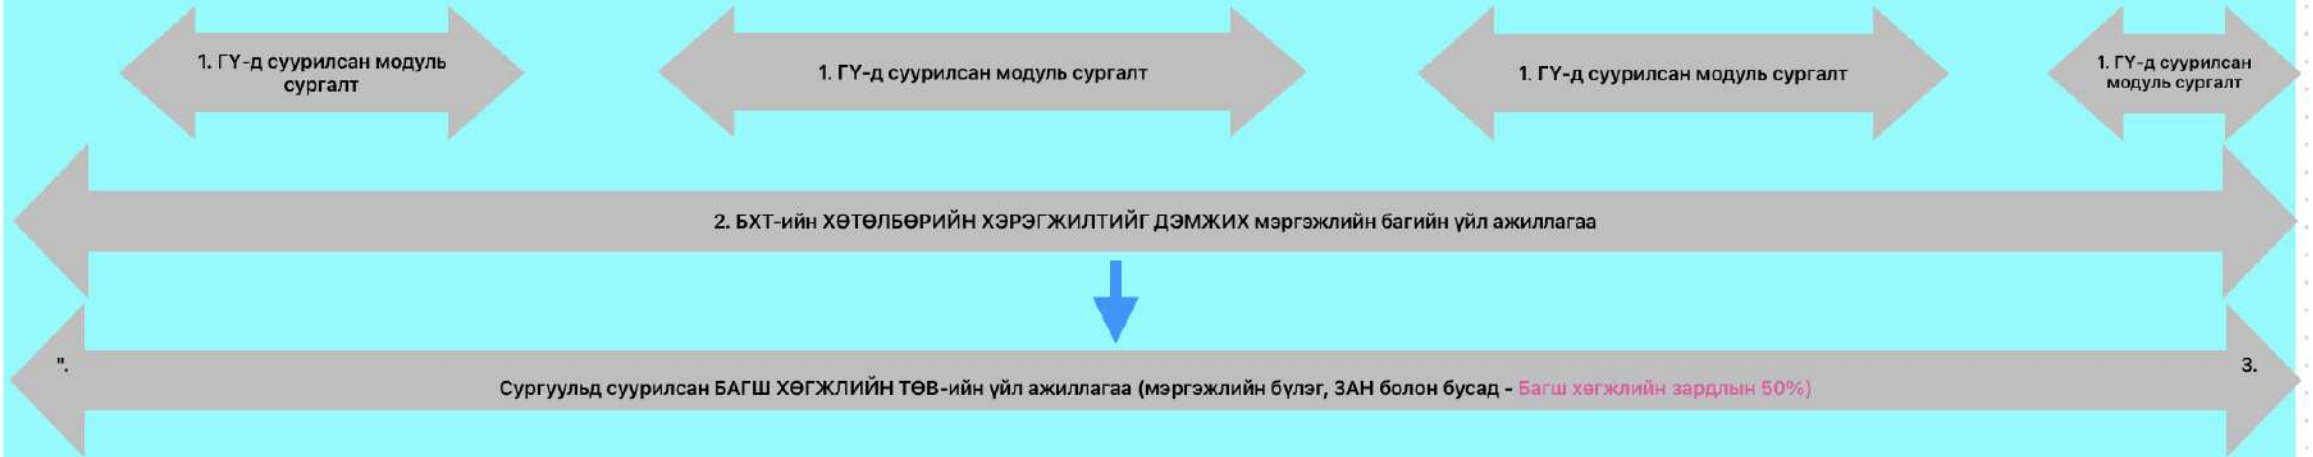 1. ГҮ-д суурилсан модуль
сургалт
1. ГҮ-д суурилсан модуль сургалт
1. ГҮ-д суурилсан модуль сургалт
1. ГҮ-д суурилсан
модуль сургалт
2. БХТ-ийн ХӨТӨЛБӨРИЙН ХЭРЭГЖИЛТИЙГ ДЭМЖИХ мэргэжлийн багийн үйл ажиллагаа
".
3.
Сургуульд суурилсан БАГШ ХӨГЖЛИЙН ТӨВ-ийн үйл ажиллагаа (мэргэжлийн бүлэг, ЗАН болон бусад - Багш хөгжлийн зардлын 50%)